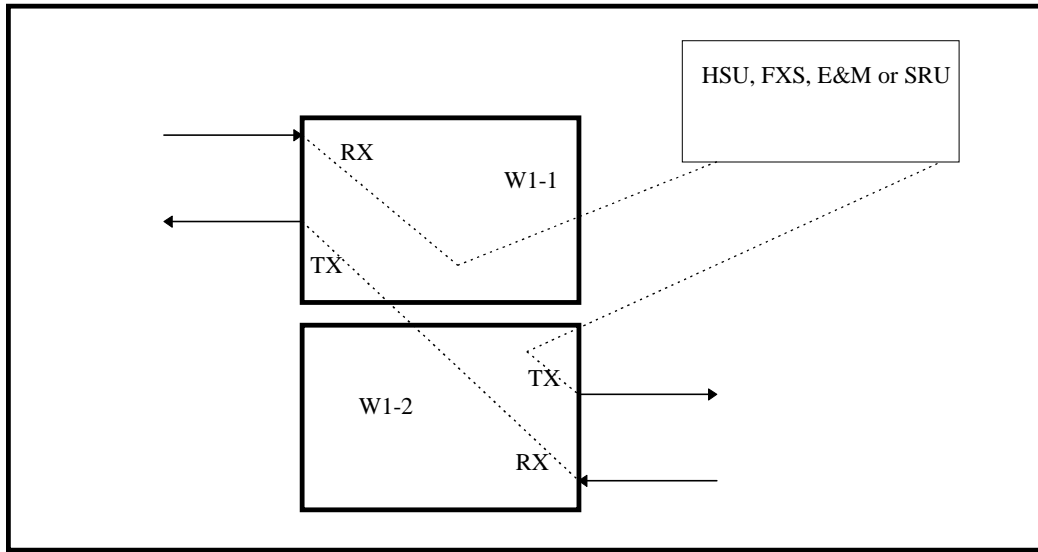 HSU, FXS, E&M or SRU
RX
W1-1
TX
TX
W1-2
RX